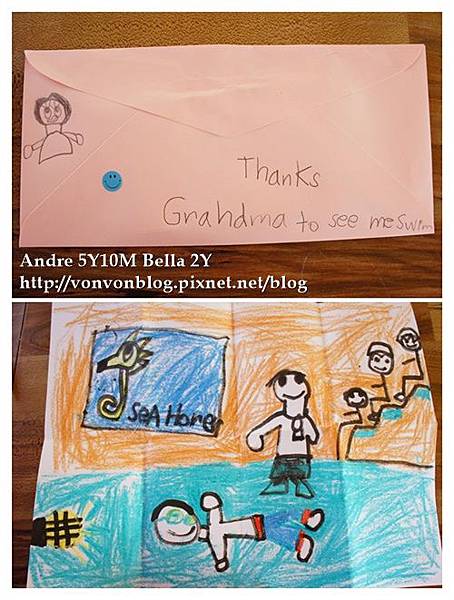 Thanks
Grahdma to see me swim
Andre 5Y10M Bella 2Y
http://vonvonblog.pixnet.net/blog
SeA Horse